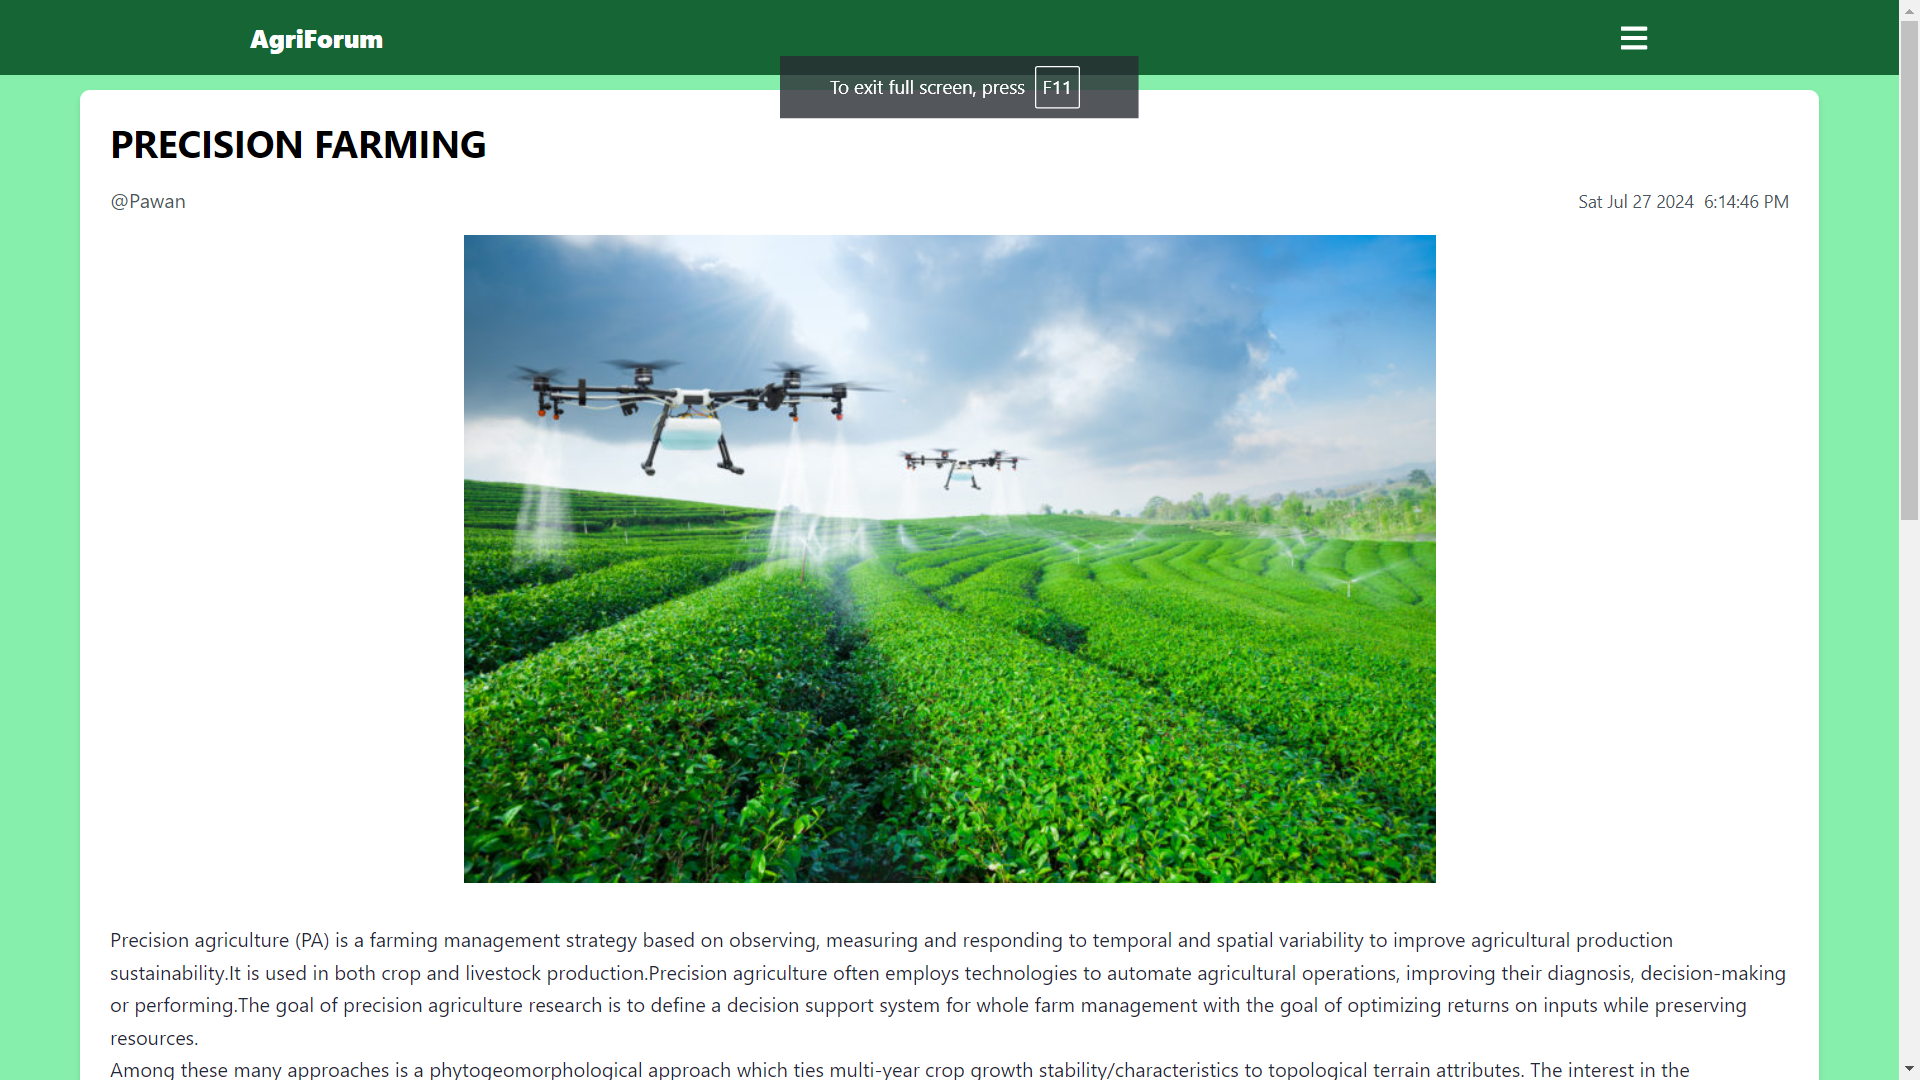 AgriForum
To exit full screen, press F11
PRECISION FARMING
@Pawan
Sat Jul 27 2024 6:14:46 PM
Precision agriculture (PA) is a farming management strategy based on observing, measuring and responding to temporal and spatial variability to improve agricultural production
sustainability.It is used in both crop and livestock production.Precision agriculture often employs technologies to automate agricultural operations, improving their diagnosis, decision-making
or performing.The goal of precision agriculture research is to define a decision support system for whole farm management with the goal of optimizing returns on inputs while preserving
resources.
Among these many approaches is a phytogeomorphological approach which ties multi-year crop growth stability/characteristics to topological terrain attributes. The interest in the